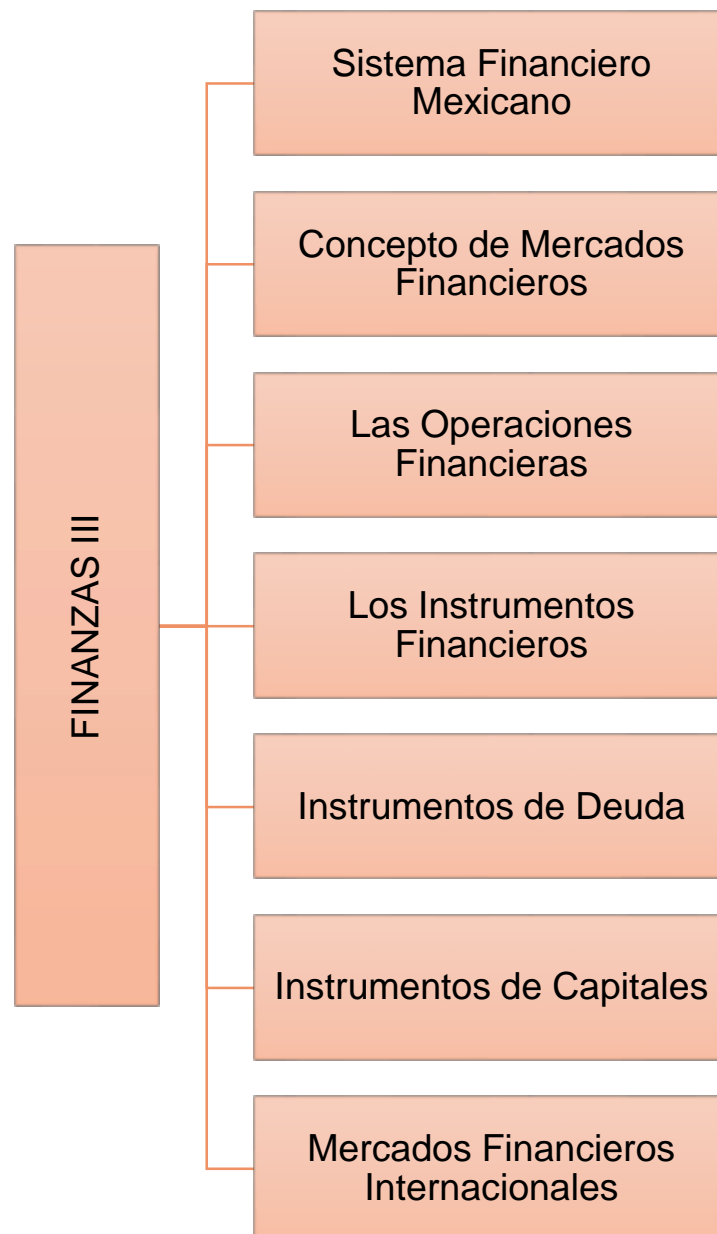 FINANZAS III
Sistema Financiero
Mexicano
Concepto de Mercados
Financieros
Las Operaciones
Financieras
Los Instrumentos
Financieros
Instrumentos de Deuda
Instrumentos de Capitales
Mercados Financieros
Internacionales